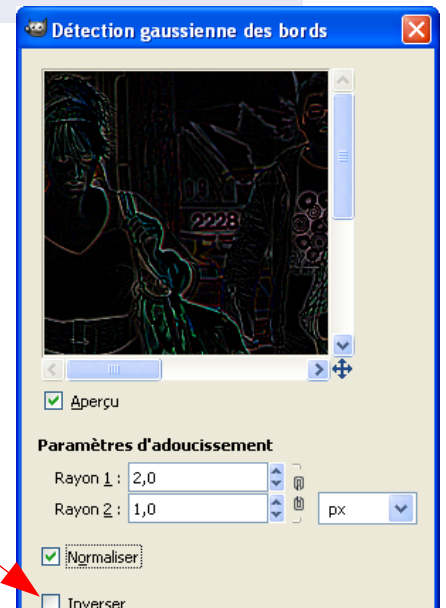 Détection gaussienne des bords
2228
Aperçu
Paramètres d'adoucissement
Rayon 1 : 2,0
Rayon 2 : 1,0 px
Normaliser
Inverser